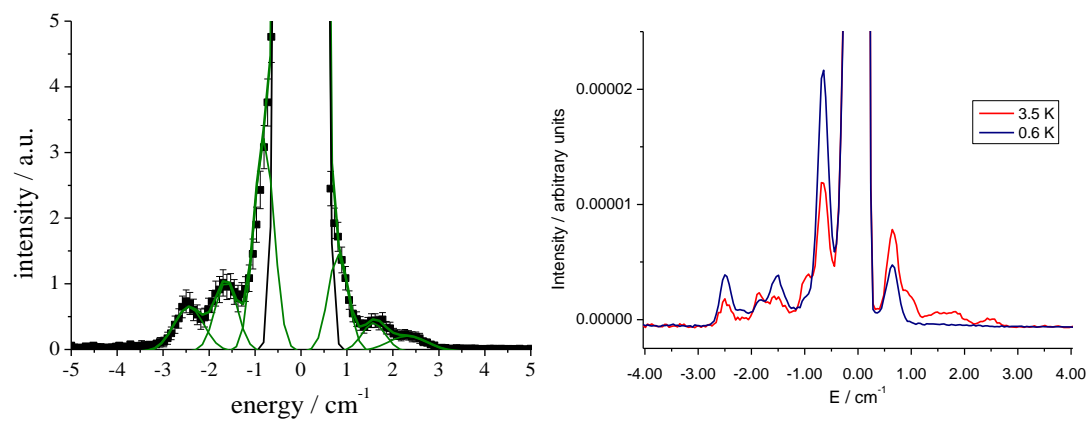 5
4
3
2
1
0
-5 -4 -3 -2 -1 0 1 2 3 4 5
intensity / a.u.
energy / cm-1
0.00002
0.00001
0.00000
-4.00 -3.00 -2.00 -1.00 0.00 1.00 2.00 3.00 4.00
Intensity / arbitrary units
E / cm-1
3.5 K
0.6 K